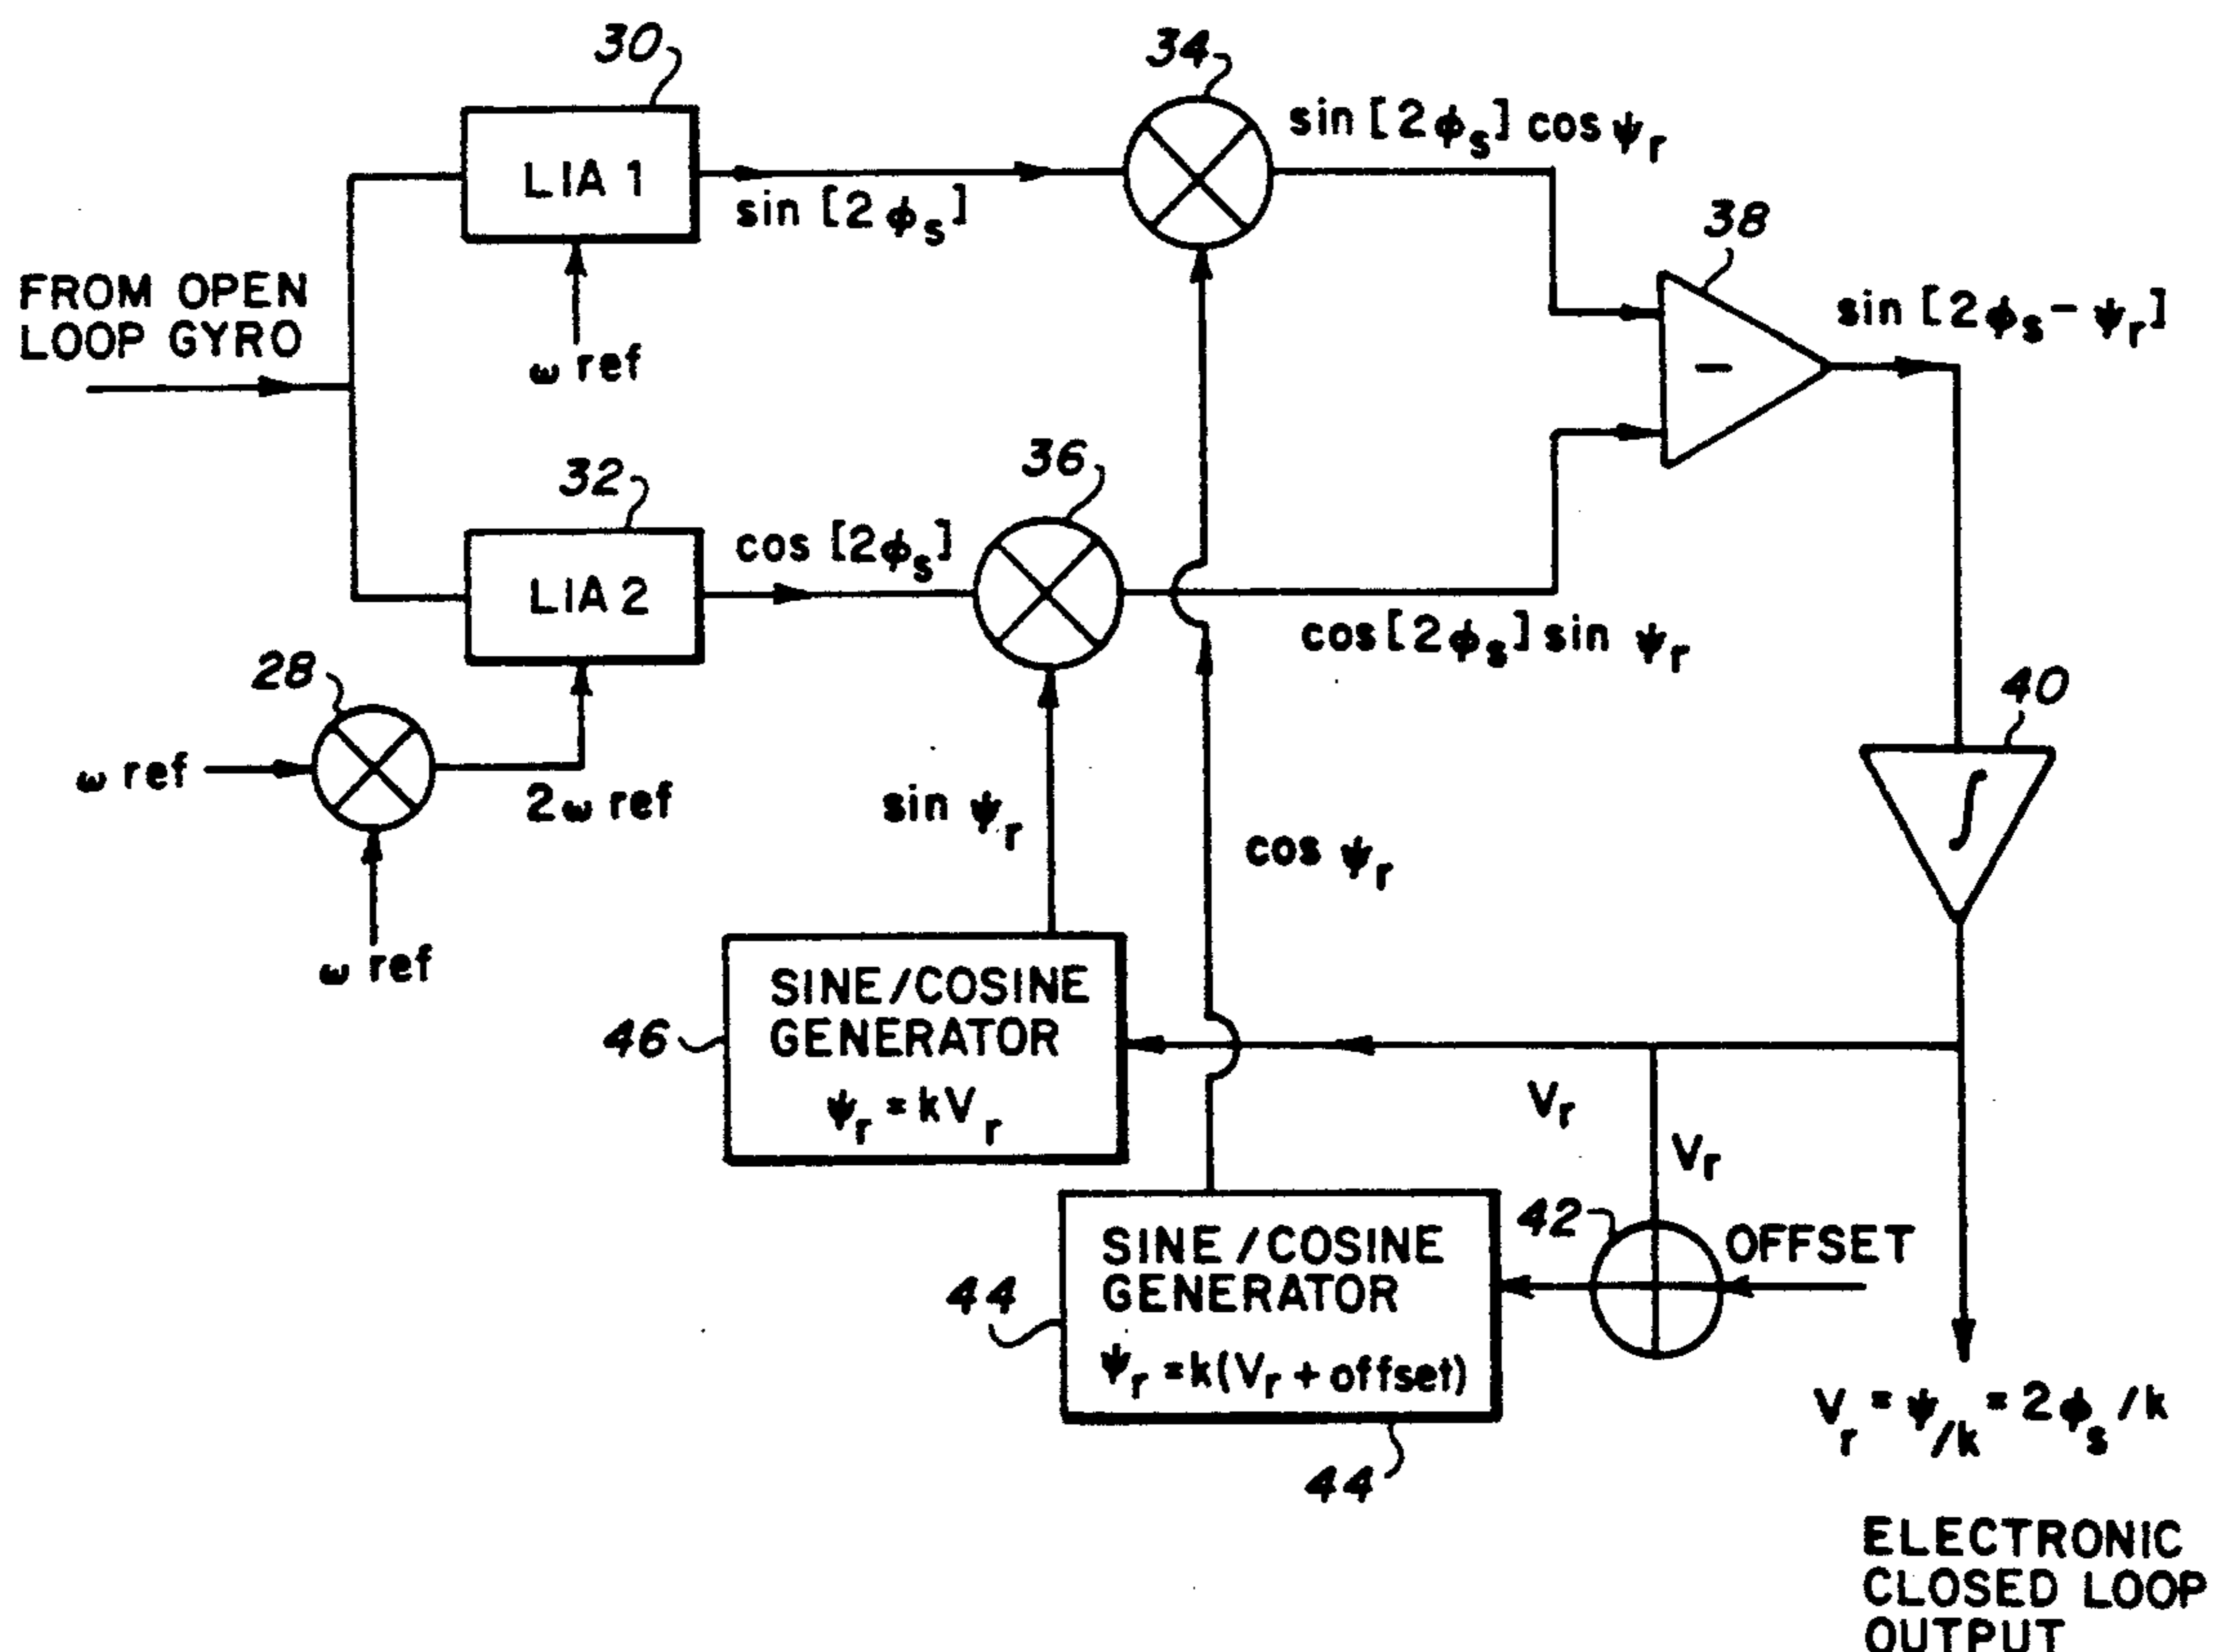 30
34
LIA 1
sin [2ϕs]
sin [2ϕs] cos ψr
38
FROM OPEN
LOOP GYRO
ω ref
sin [2ϕs - ψr]
32
36
LIA 2
cos [2ϕs]
cos [2ϕs] sin ψr
28
40
ω ref
2ω ref
ω ref
∫
sin ψr
cos ψr
46
SINE/COSINE
GENERATOR
ψr = kVr
Vr
Vr
42
OFFSET
44
SINE/COSINE
GENERATOR
ψr = k(Vr + offset)
44
Vr = ψ/k = 2ϕs/k
ELECTRONIC
CLOSED LOOP
OUTPUT